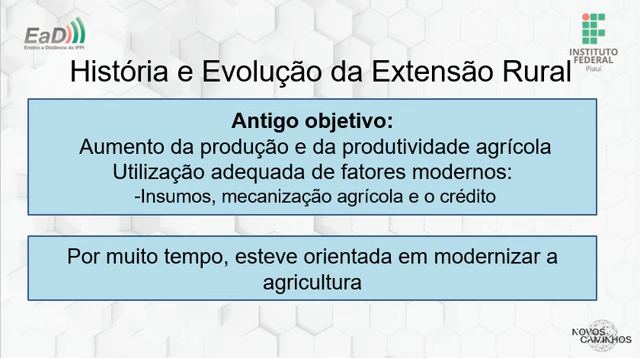 EaD
Ensino a Distância do IFPI
INSTITUTO
FEDERAL
Piauí
História e Evolução da Extensão Rural
Antigo objetivo:
Aumento da produção e da produtividade agrícola
Utilização adequada de fatores modernos:
-Insumos, mecanização agrícola e o crédito
Por muito tempo, esteve orientada em modernizar a
agricultura
NOVOS
CAMINHOS